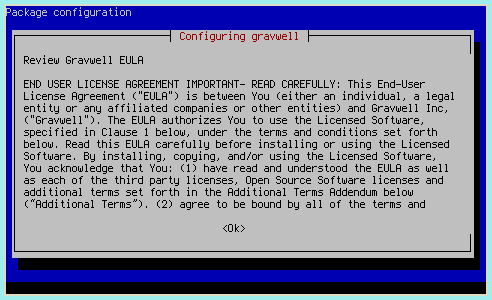 Package configuration
Configuring gravwell
Review Gravwell EULA
END USER LICENSE AGREEMENT IMPORTANT- READ CAREFULLY: This End-User
License Agreement ("EULA") is between You (either an individual, a legal
entity or any affiliated companies or other entities) and Gravwell Inc,
("Gravwell"). The EULA authorizes You to use the Licensed Software,
specified in Clause 1 below, under the terms and conditions set forth
below. Read this EULA carefully before installing or using the Licensed
Software. By installing, copying, and/or using the Licensed Software,
You acknowledge that You: (1) have read and understood the EULA as well
as each of the third party licenses, Open Source Software licenses and
additional terms set forth in the Additional Terms Addendum below
(“Additional Terms”). (2) agree to be bound by all of the terms and
<Ok>